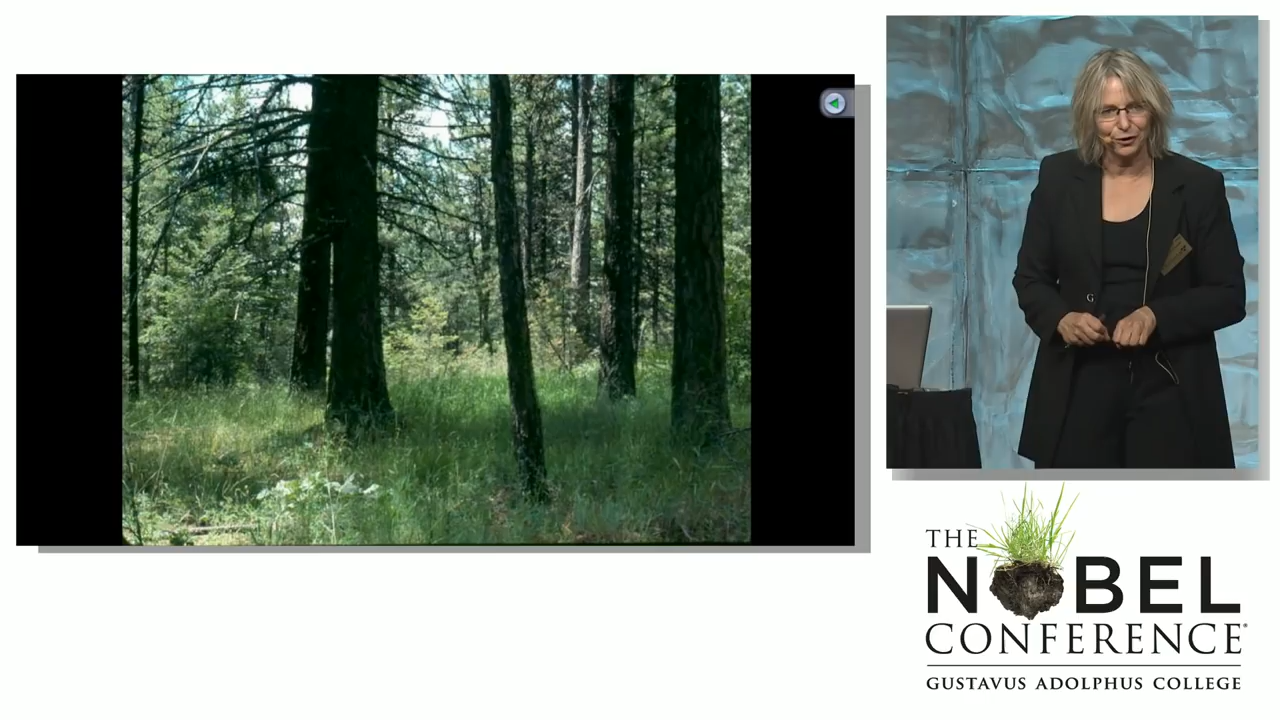 G
THE
NOBEL
CONFERENCE®
GUSTAVUS ADOLPHUS COLLEGE